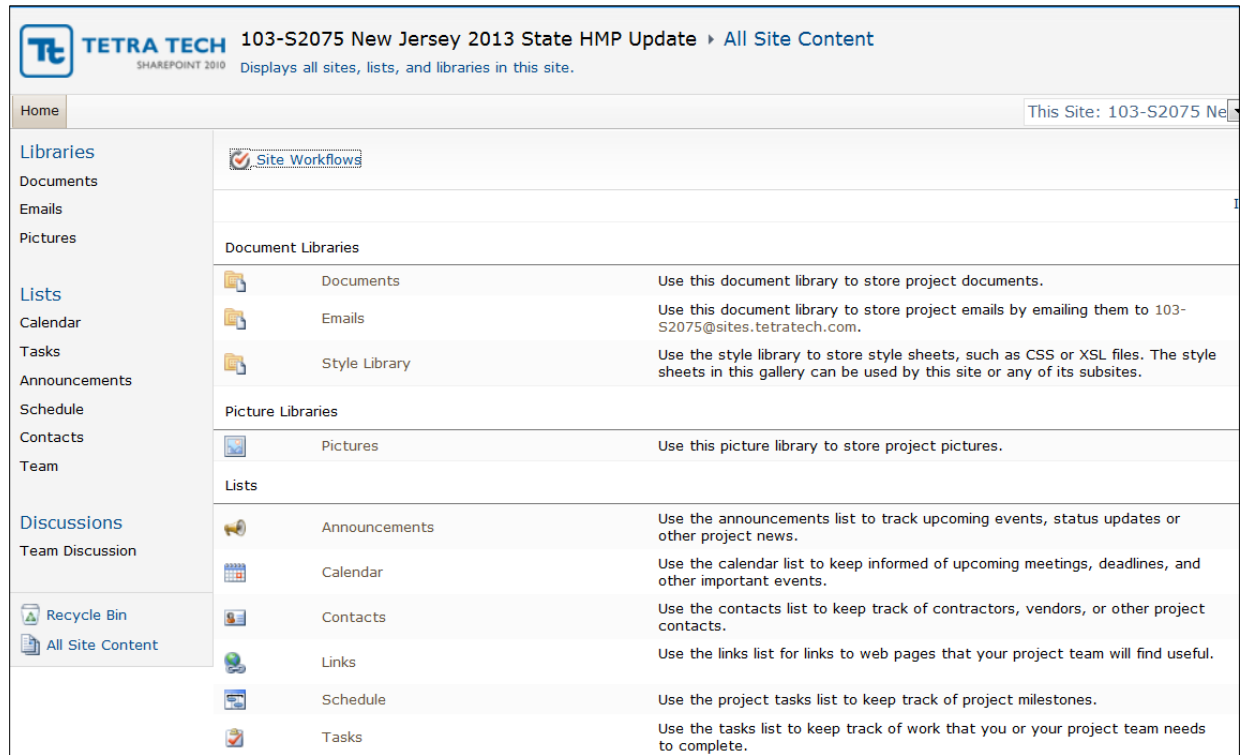 Tt TETRA TECH
SHAREPOINT 2010
103-S2075 New Jersey 2013 State HMP Update ▸ All Site Content
Displays all sites, lists, and libraries in this site.
Home
This Site: 103-S2075 Ne
Libraries
Documents
Emails
Pictures
Lists
Calendar
Tasks
Announcements
Schedule
Contacts
Team
Discussions
Team Discussion
Recycle Bin
All Site Content
Site Workflows
Document Libraries
Documents
Use this document library to store project documents.
Emails
Use this document library to store project emails by emailing them to 103-
S2075@sites.tetratech.com.
Style Library
Use the style library to store style sheets, such as CSS or XSL files. The style
sheets in this gallery can be used by this site or any of its subsites.
Picture Libraries
Pictures
Use this picture library to store project pictures.
Lists
Announcements
Use the announcements list to track upcoming events, status updates or
other project news.
Calendar
Use the calendar list to keep informed of upcoming meetings, deadlines, and
other important events.
Contacts
Use the contacts list to keep track of contractors, vendors, or other project
contacts.
Links
Use the links list for links to web pages that your project team will find useful.
Schedule
Use the project tasks list to keep track of project milestones.
Tasks
Use the tasks list to keep track of work that you or your project team needs
to complete.